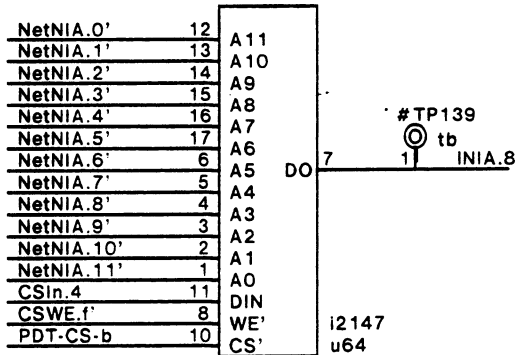 NetNIA.0' 12 A11
NetNIA.1' 13 A10
NetNIA.2' 14 A9
NetNIA.3' 15 A8
NetNIA.4' 16 A7
NetNIA.5' 17 A6
NetNIA.6' 6 A5 DO 7 1 INIA.8
NetNIA.7' 5 A4
NetNIA.8' 4 A3
NetNIA.9' 3 A2
NetNIA.10' 2 A1
NetNIA.11' 1 A0
CSIn.4 11 DIN
CSWE.f' 8 WE' i2147
PDT-CS-b 10 CS' u64
#TP139
tb